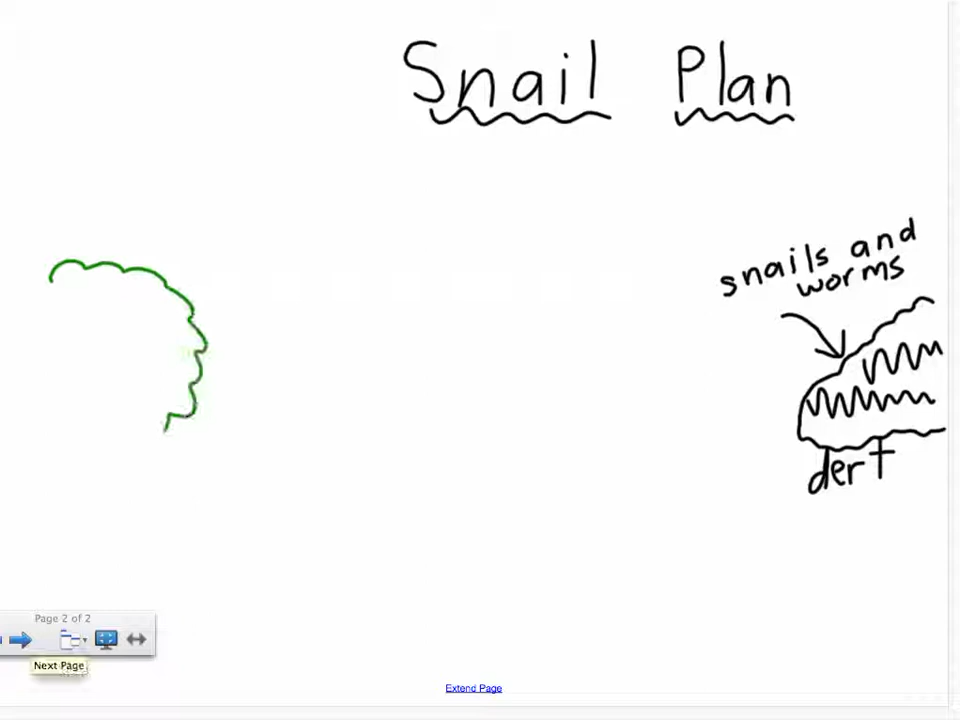 Snail Plan
snails and
worms
dert
Page 2 of 2
Next Page
Extend Page